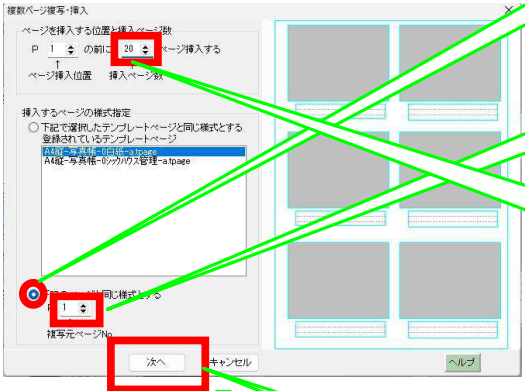 複数ページ複写・挿入
ページを挿入する位置と挿入ページ数
P 1 の前に 20 ページ挿入する
↑ ↑
ページ挿入位置 挿入ページ数
挿入するページの様式指定
下記で選択したテンプレートページと同じ様式とする
登録されているテンプレートページ
A4縦-写真帳-0白紙-a.tpage
A4縦-写真帳-0シックハウス管理-a.tpage
同じ様式とする
P 1
複写元ページNo
次へ キャンセル ヘルプ